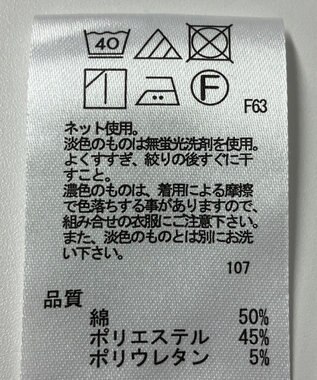 40
F
F63
ネット使用。
淡色のものは無蛍光洗剤を使用。
よくすすぎ、絞りの後すぐに干
すこと。
濃色のものは、着用による摩擦
で色落ちする事がありますので、
組み合せの衣服にご注意下さい。
また、淡色のものとは別にお洗
い下さい。
107
品質
綿 50%
ポリエステル 45%
ポリウレタン 5%